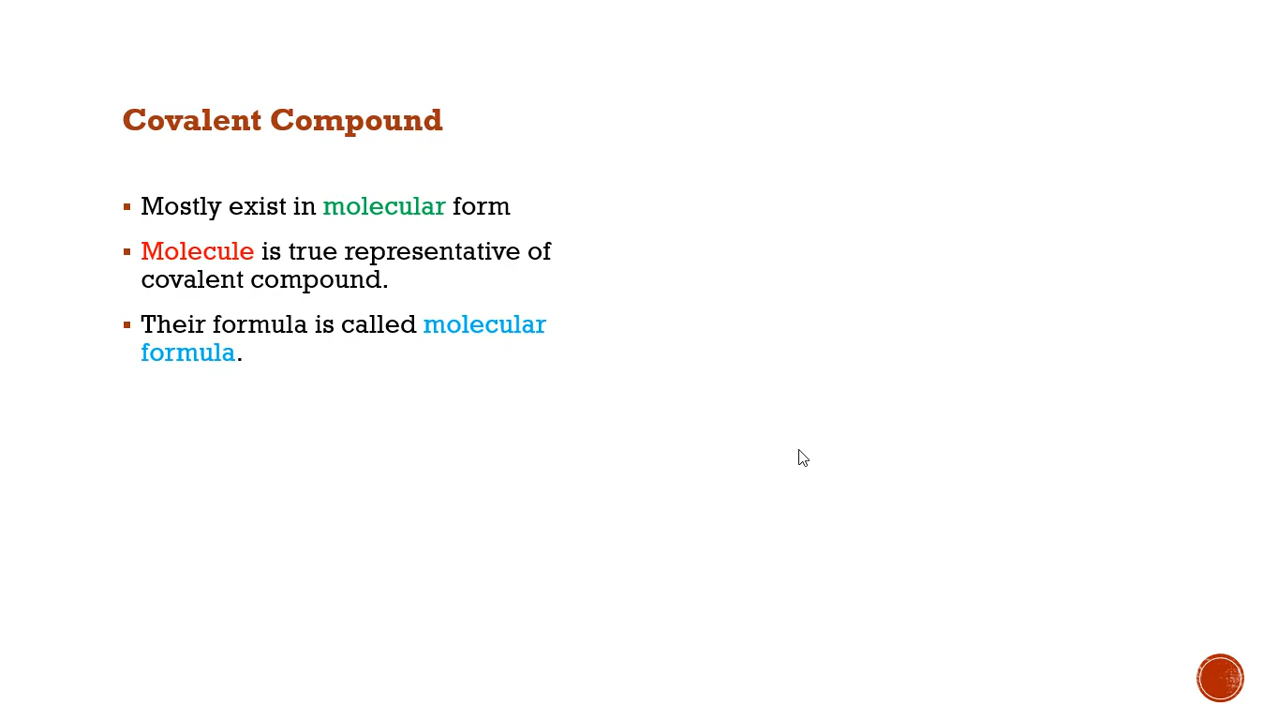 Covalent Compound
▪ Mostly exist in molecular form
▪ Molecule is true representative of
covalent compound.
▪ Their formula is called molecular
formula.